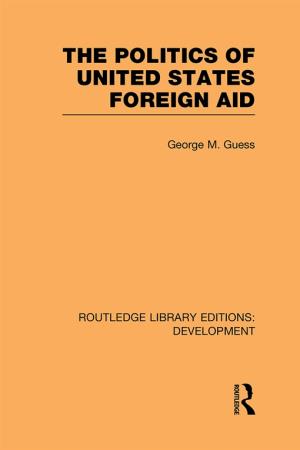 THE POLITICS OF
UNITED STATES
FOREIGN AID
George M. Guess
ROUTLEDGE LIBRARY EDITIONS:
DEVELOPMENT
ROUTLEDGE